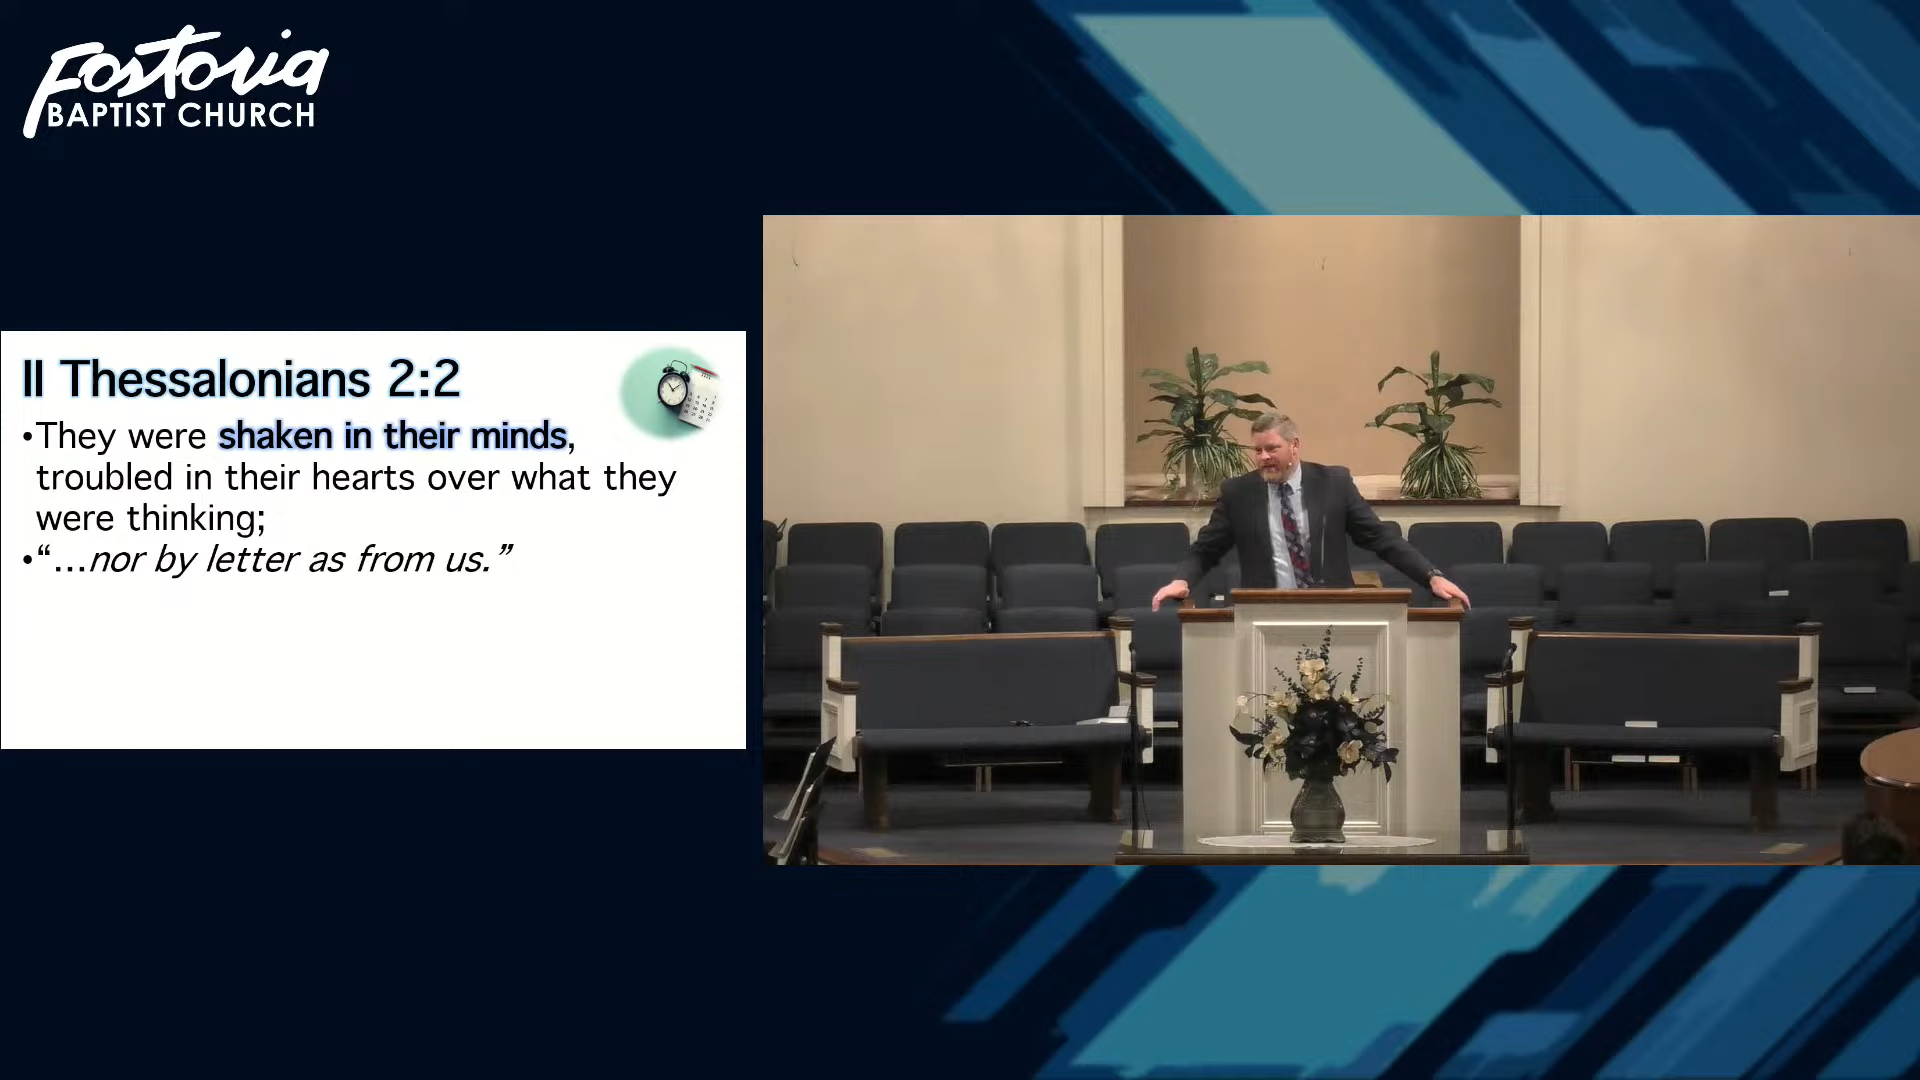 Fostoria
BAPTIST CHURCH
II Thessalonians 2:2
•They were shaken in their minds,
troubled in their hearts over what they
were thinking;
•“…nor by letter as from us.”